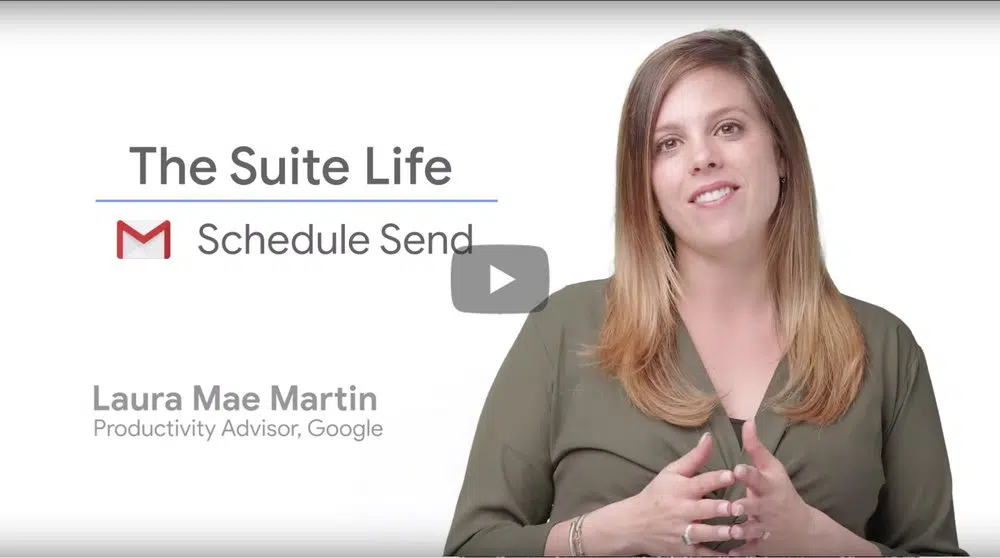 The Suite Life
Schedule Send
Laura Mae Martin
Productivity Advisor, Google